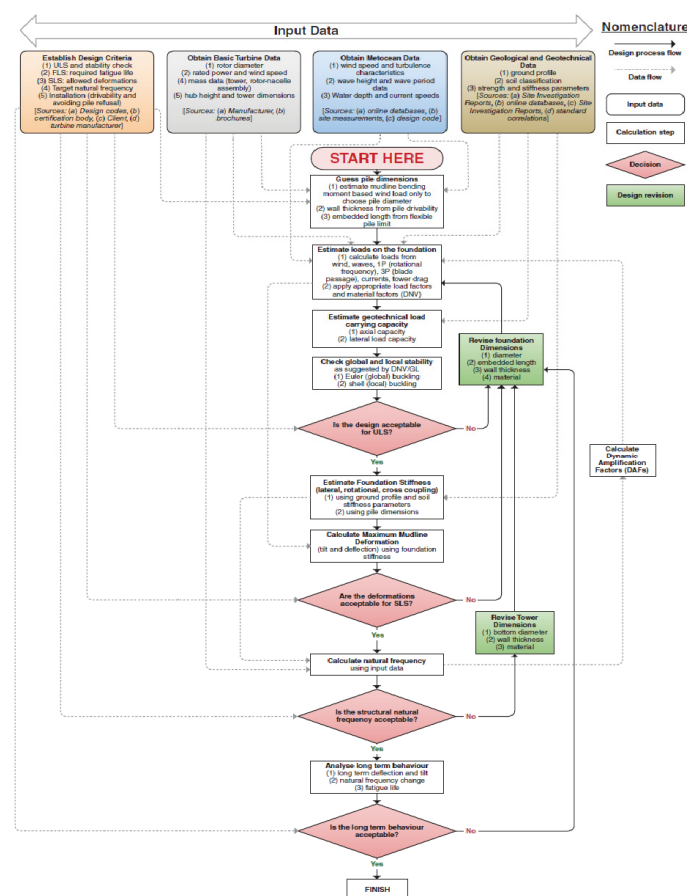 Input Data
Nomenclature
Design process flow
Data flow
Input data
Calculation step
Decision
Design revision
Establish Design Criteria
(1) ULS and stability check
(2) FLS: required fatigue life
(3) SLS: allowed deformations
(4) Target natural frequency
(5) Installation (drivability and
avoiding pile refusal)
[Sources: (a) Design codes, (b)
certification body, (c) Client, (d)
turbine manufacturer]
Obtain Basic Turbine Data
(1) rotor diameter
(2) rated power and wind speed
(4) mass data (tower, rotor-nacelle
assembly)
(5) hub height and tower dimensions
[Sources: (a) Manufacturer, (b)
brochures]
Obtain Metocean Data
(1) wind speed and turbulence
characteristics
(2) wave height and wave period data
(3) Water depth and current speeds
[Sources: (a) online databases, (b)
site measurements, (c) design code]
Obtain Geological and Geotechnical
Data
(1) ground profile
(2) soil classification
(3) strength and stiffness parameters
[Sources: (a) Site Investigation
Reports, (b) online databases, (c) Site
Investigation Reports, (d) standard
correlations]
START HERE
Guess pile dimensions
(1) estimate mudline bending
moment based wind load only to
choose pile diameter
(2) wall thickness from pile drivability
(3) embedded length from flexible
pile limit
Estimate loads on the foundation
(1) calculate loads from
wind, waves, 1P (rotational
frequency), 3P (blade
passage), currents, tower drag
(2) apply appropriate load factors
and material factors (DNV)
Estimate geotechnical load
carrying capacity
(1) axial capacity
(2) lateral load capacity
Check global and local stability
as suggested by DNV/GL
(1) Euler (global) buckling
(2) shell (local) buckling
Revise foundation
Dimensions
(1) diameter
(2) embedded length
(3) wall thickness
(4) material
Is the design acceptable
for ULS?
No
Yes
Calculate
Dynamic
Amplification
Factors (DAFs)
Estimate Foundation Stiffness
(lateral, rotational, cross coupling)
(1) using ground profile and soil
stiffness parameters
(2) using pile dimensions
Calculate Maximum Mudline
Deformation
(tilt and deflection) using foundation
stiffness
Are the deformations
acceptable for SLS?
No
Yes
Revise Tower
Dimensions
(1) bottom diameter
(2) wall thickness
(3) material
Calculate natural frequency
using input data
Is the structural natural
frequency acceptable?
No
Yes
Analyse long term behaviour
(1) long term deflection and tilt
(2) natural frequency change
(3) fatigue life
Is the long term behaviour
acceptable?
No
Yes
FINISH